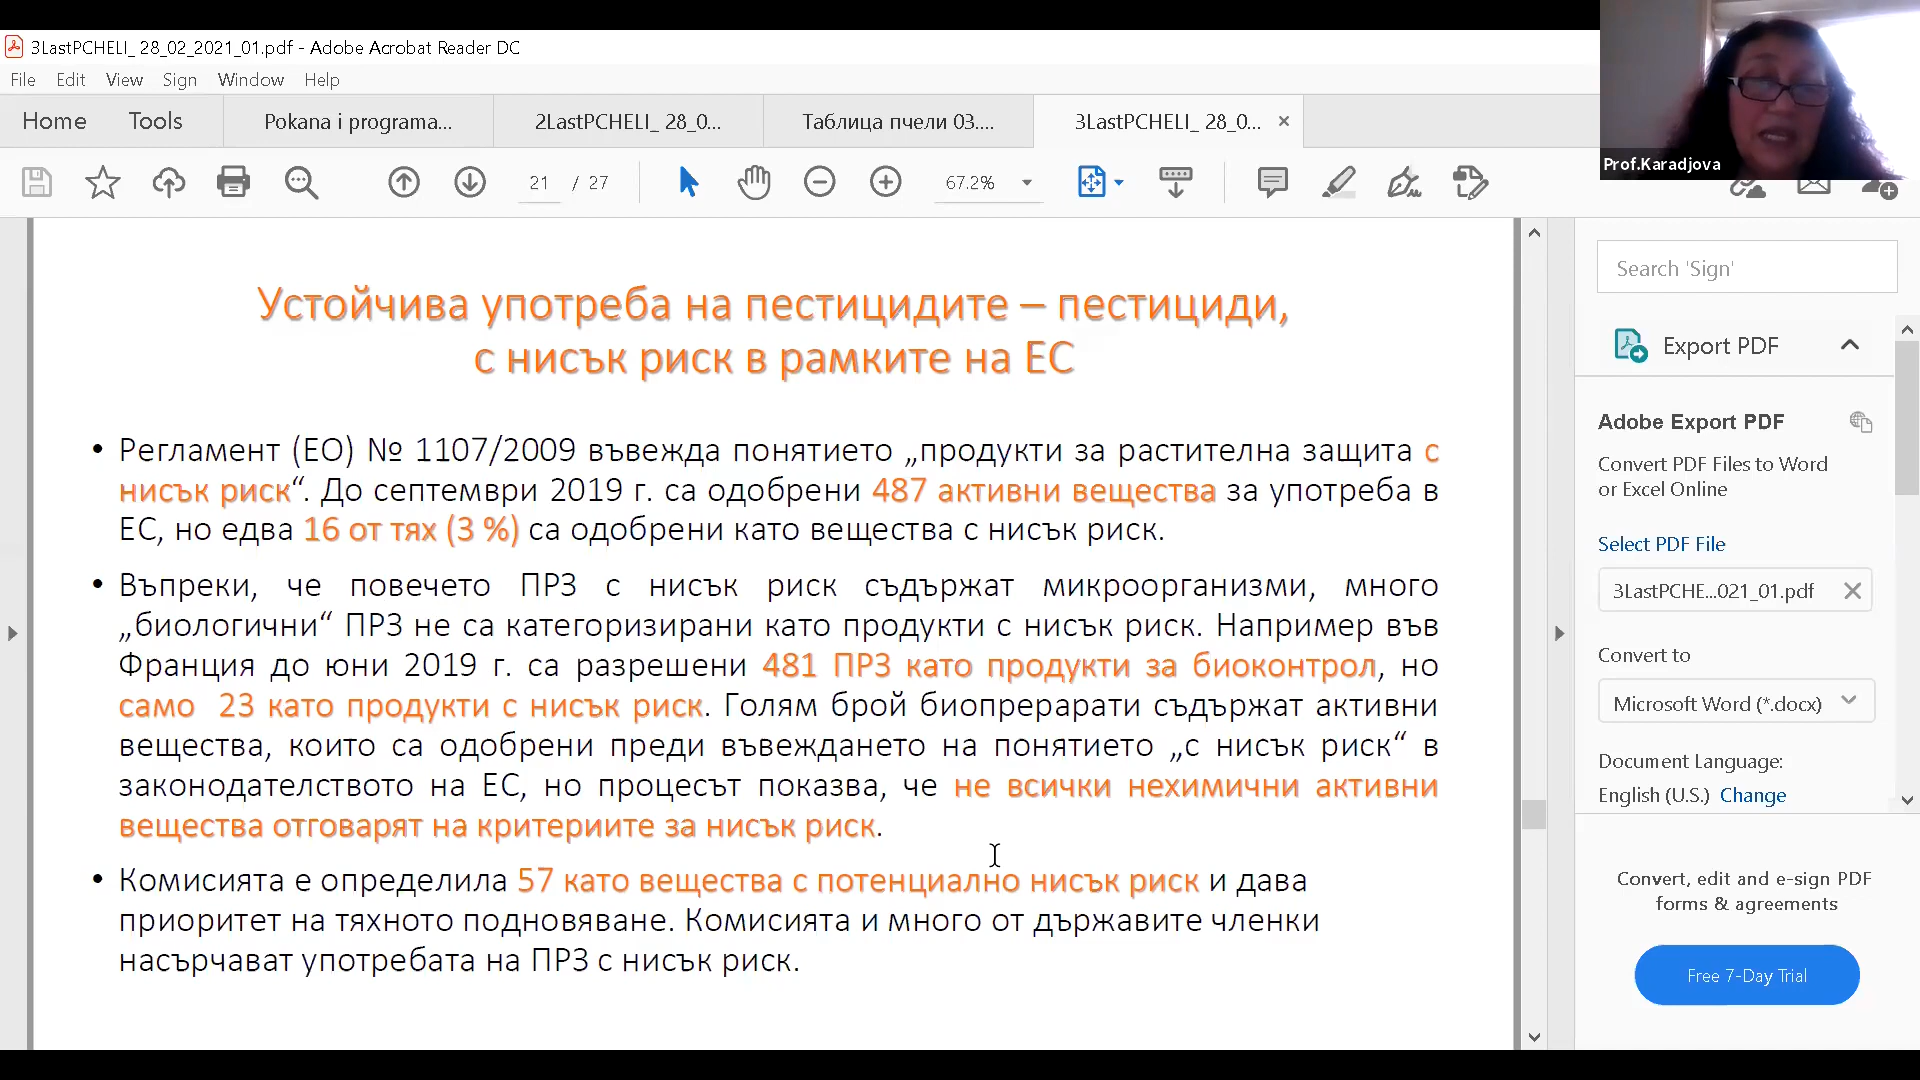 3LastPCHELI_ 28_02_2021_01.pdf - Adobe Acrobat Reader DC
File Edit View Sign Window Help
Home Tools Pokana i programa... 2LastPCHELI_ 28_0... Таблица пчели 03.... 3LastPCHELI_ 28_0...
Prof.Karadjova
21 / 27 67.2%
Устойчива употреба на пестицидите – пестициди,
с нисък риск в рамките на ЕС
• Регламент (ЕО) № 1107/2009 въвежда понятието „продукти за растителна защита с
нисък риск“. До септември 2019 г. са одобрени 487 активни вещества за употреба в
ЕС, но едва 16 от тях (3 %) са одобрени като вещества с нисък риск.
• Въпреки, че повечето ПРЗ с нисък риск съдържат микроорганизми, много
„биологични“ ПРЗ не са категоризирани като продукти с нисък риск. Например във
Франция до юни 2019 г. са разрешени 481 ПРЗ като продукти за биоконтрол, но
само 23 като продукти с нисък риск. Голям брой биопрерарати съдържат активни
вещества, които са одобрени преди въвеждането на понятието „с нисък риск“ в
законодателството на ЕС, но процесът показва, че не всички нехимични активни
вещества отговарят на критериите за нисък риск.
• Комисията е определила 57 като вещества с потенциално нисък риск и дава
приоритет на тяхното подновяване. Комисията и много от държавите членки
насърчават употребата на ПРЗ с нисък риск.
Search 'Sign'
Export PDF
Adobe Export PDF
Convert PDF Files to Word
or Excel Online
Select PDF File
3LastPCHE...021_01.pdf
Convert to
Microsoft Word (*.docx)
Document Language:
English (U.S.) Change
Convert, edit and e-sign PDF
forms & agreements
Free 7-Day Trial